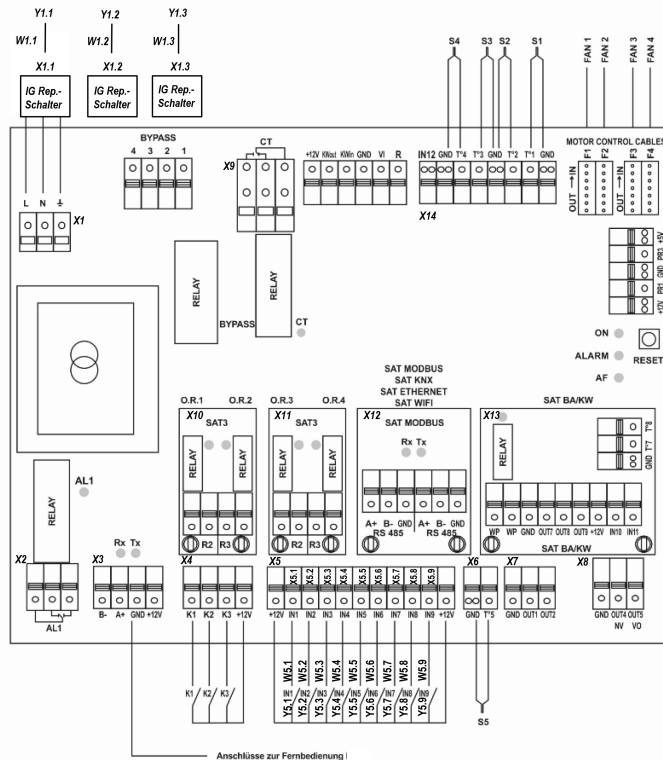 Y1.1 Y1.2 Y1.3
W1.1 W1.2 W1.3
X1.1 X1.2 X1.3
IG Rep.- Schalter
IG Rep.- Schalter
IG Rep.- Schalter
S4 S3 S2 S1
FAN 1
FAN 2
FAN 3
FAN 4
BYPASS
4 3 2 1
CT
X9
+12V KWout KWin GND VI R
IN12 GND T°4 T°3 GND T°2 T°1 GND
X14
MOTOR CONTROL CABLES
F1 F2 F3 F4
OUT → IN
OUT → IN
L N
X1
+5V
PR3
GND
PR1
+12V
RELAY
RELAY
BYPASS
CT
ON
ALARM
RESET
AF
SAT MODBUS
SAT KNX
SAT ETHERNET
SAT WIFI
SAT BA/KW
O.R.1 O.R.2 O.R.3 O.R.4
X10 X11 X12 X13
SAT3 SAT3 SAT MODBUS
Rx Tx
RELAY
RELAY
RELAY
RELAY
RELAY
T°8
T°7
GND
AL1
RELAY
R2 R3
R2 R3
A+ B- GND A+ B- GND
RS 485 RS 485
WP WP GND OUT7 OUT8 OUT9 +12V IN10 IN11
SAT BA/KW
Rx Tx
X2 X3 X4 X5 X6 X7 X8
X5.1 X5.2 X5.3 X5.4 X5.5 X5.6 X5.7 X5.8 X5.9
AL1
B- A+ GND +12V
K1 K2 K3 +12V
+12V IN1 IN2 IN3 IN4 IN5 IN6 IN7 IN8 IN9 +12V
GND T°5
GND OUT1 OUT2
GND OUT4 OUT5
NV VO
W5.1 W5.2 W5.3 W5.4 W5.5 W5.6 W5.7 W5.8 W5.9
K1 K2 K3
IN1 IN2 IN3 IN4 IN5 IN6 IN7 IN8 IN9
Y5.1 Y5.2 Y5.3 Y5.4 Y5.5 Y5.6 Y5.7 Y5.8 Y5.9
S5
Anschlüsse zur Fernbedienung